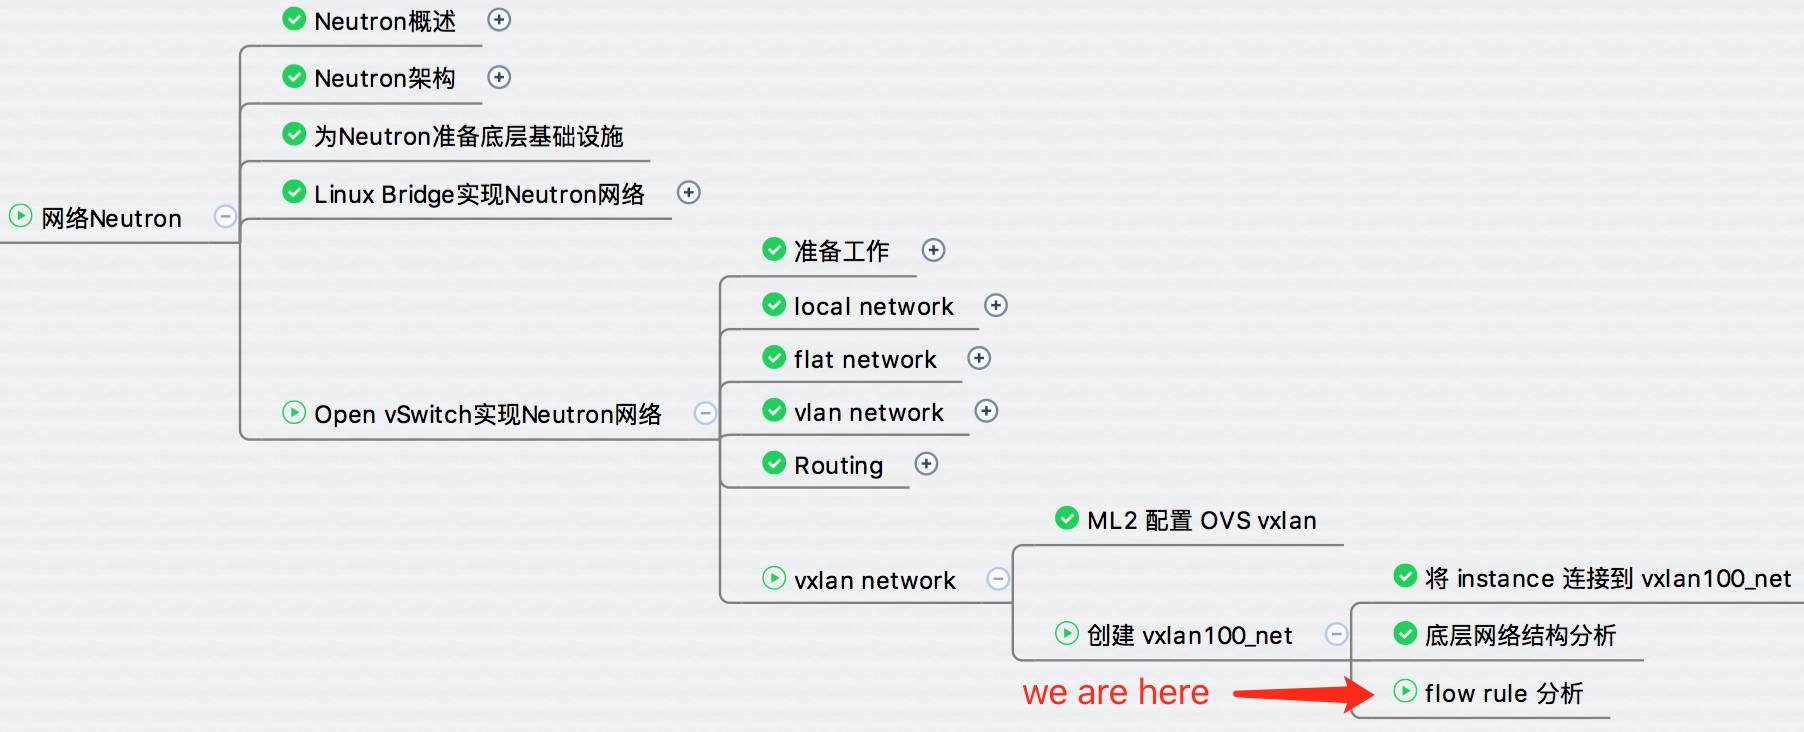 Neutron概述
Neutron架构
为Neutron准备底层基础设施
Linux Bridge实现Neutron网络
网络Neutron
准备工作
local network
flat network
vlan network
Open vSwitch实现Neutron网络
Routing
ML2 配置 OVS vxlan
vxlan network
将 instance 连接到 vxlan100_net
创建 vxlan100_net
底层网络结构分析
we are here
flow rule 分析